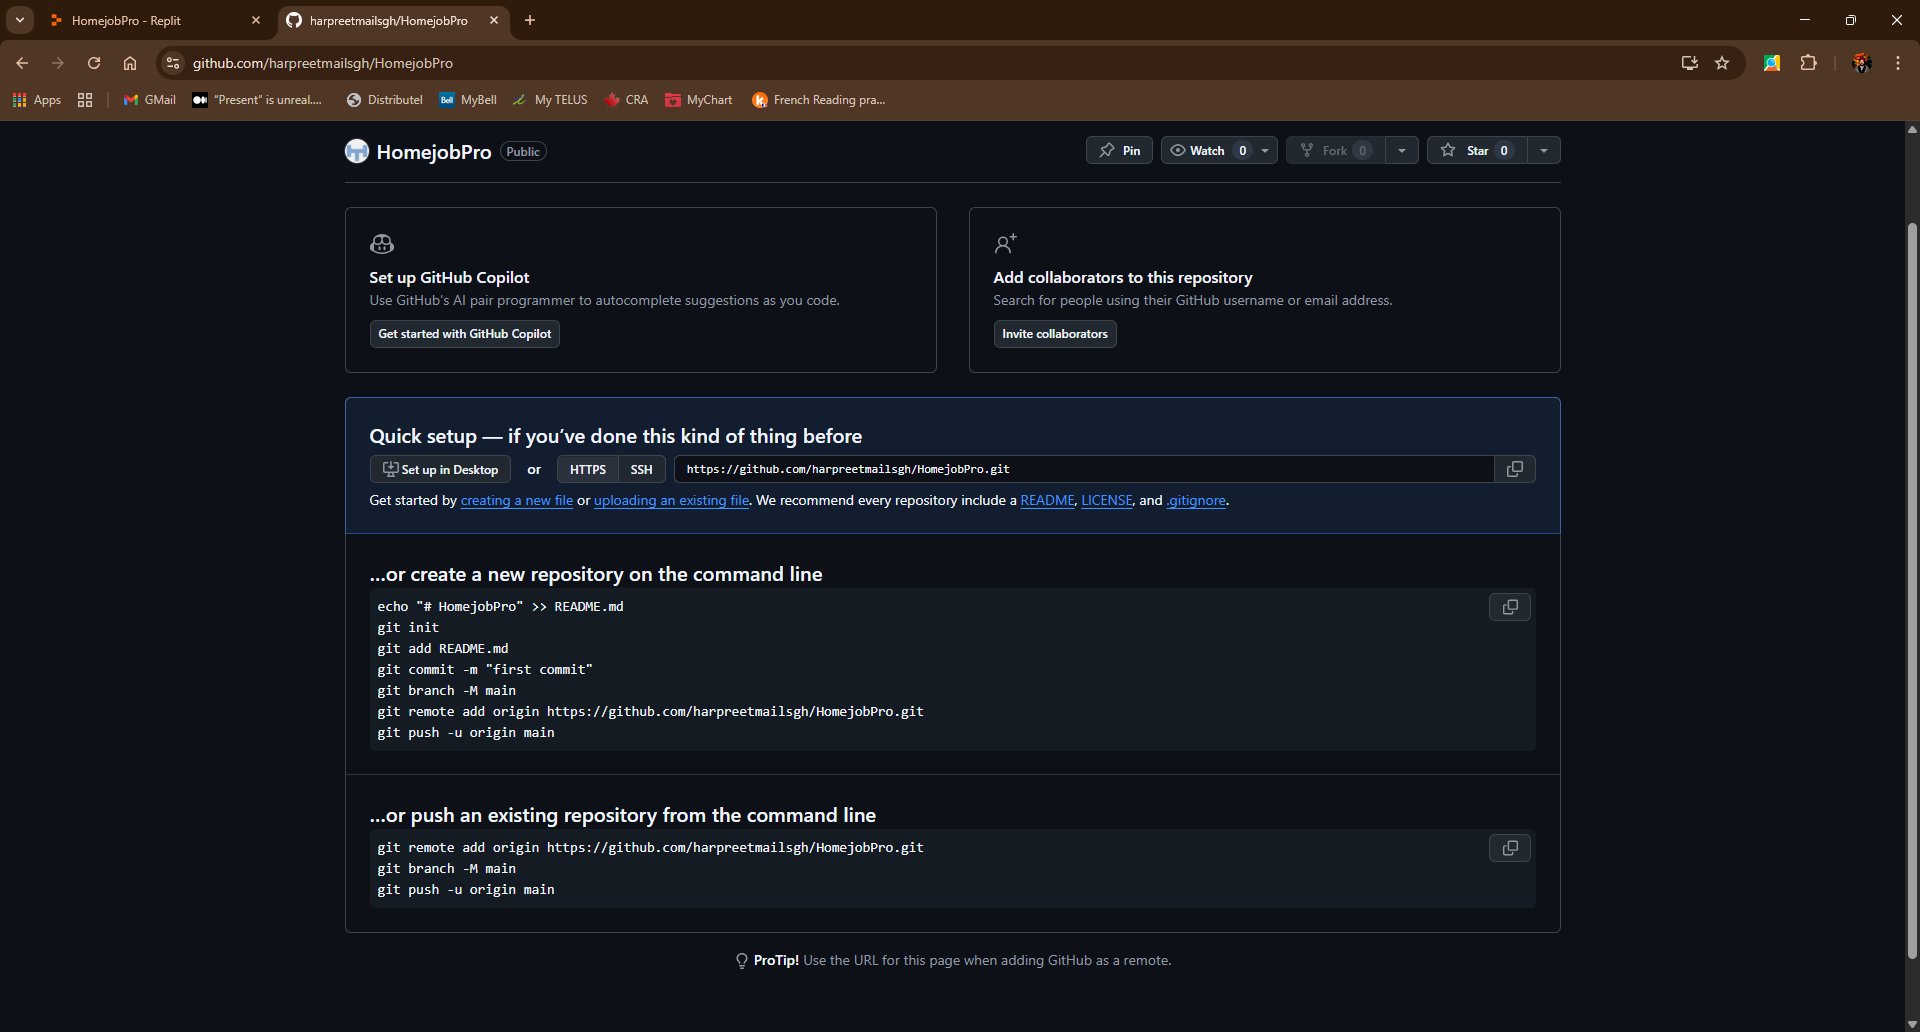 HomejobPro - Replit
harpreetmailsgh/HomejobPro
github.com/harpreetmailsgh/HomejobPro
Apps
GMail
"Present" is unreal....
Distributel
Bell MyBell
My TELUS
CRA
MyChart
French Reading pra...
HomejobPro Public
Pin
Watch 0
Fork 0
Star 0
Set up GitHub Copilot
Use GitHub's AI pair programmer to autocomplete suggestions as you code.
Get started with GitHub Copilot
Add collaborators to this repository
Search for people using their GitHub username or email address.
Invite collaborators
Quick setup — if you've done this kind of thing before
Set up in Desktop or HTTPS SSH https://github.com/harpreetmailsgh/HomejobPro.git
Get started by creating a new file or uploading an existing file. We recommend every repository include a README, LICENSE, and .gitignore.
...or create a new repository on the command line
echo "# HomejobPro" >> README.md
git init
git add README.md
git commit -m "first commit"
git branch -M main
git remote add origin https://github.com/harpreetmailsgh/HomejobPro.git
git push -u origin main
...or push an existing repository from the command line
git remote add origin https://github.com/harpreetmailsgh/HomejobPro.git
git branch -M main
git push -u origin main
ProTip! Use the URL for this page when adding GitHub as a remote.